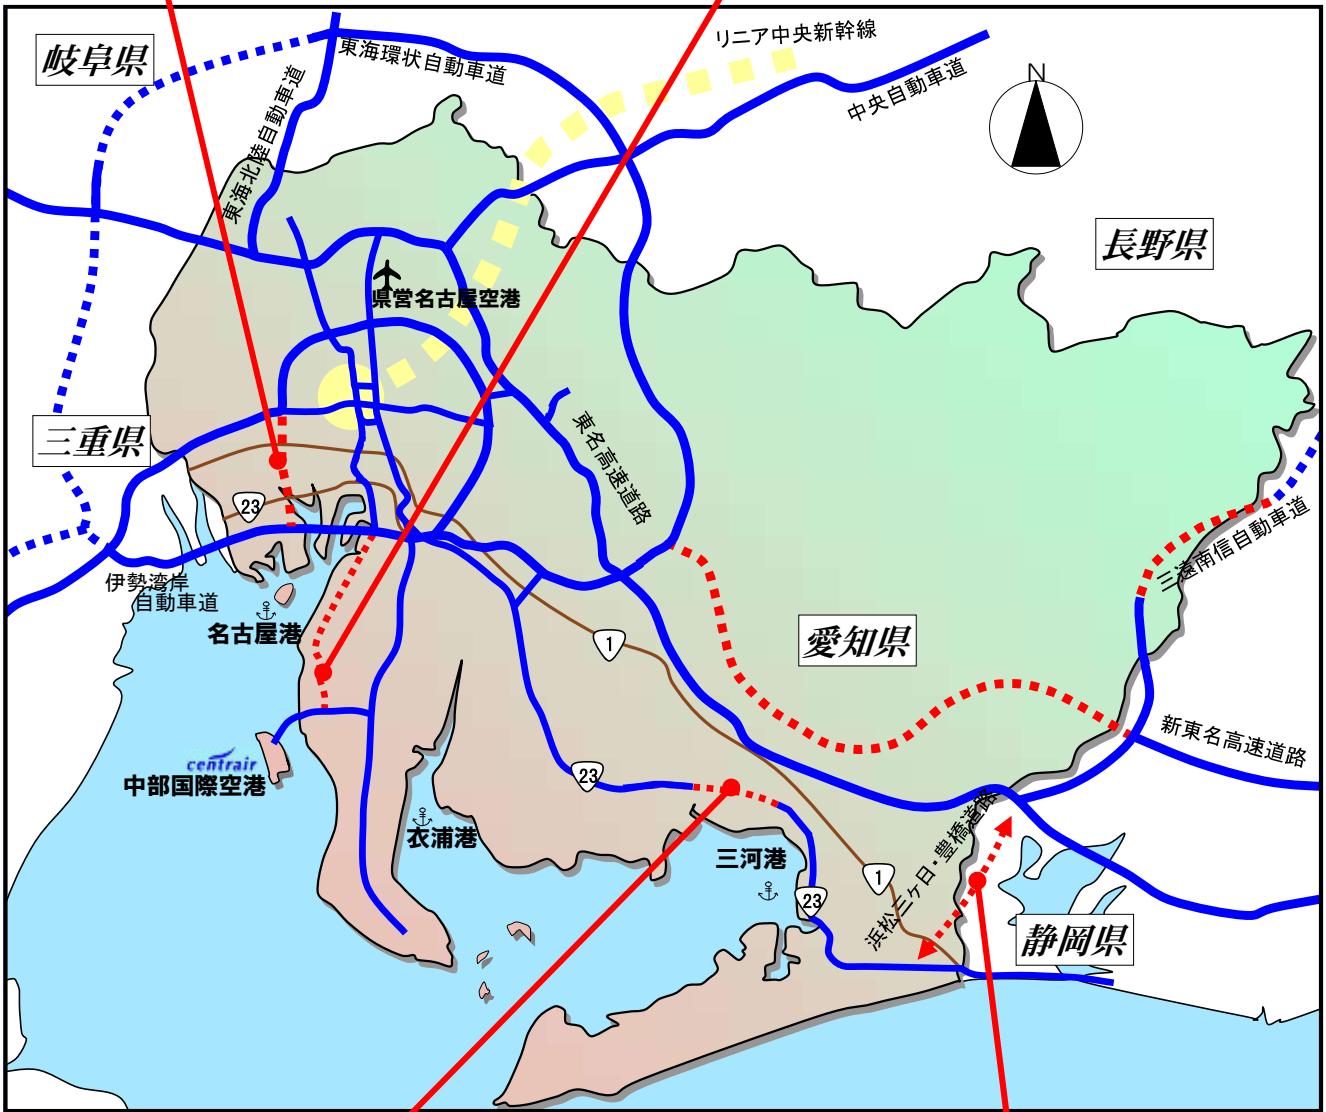 岐阜県
リニア中央新幹線
東海環状自動車道
中央自動車道
東海北陸自動車道
N
長野県
県営名古屋空港
三重県
東名高速道路
23
三遠南信自動車道
伊勢湾岸
自動車道
名古屋港
1
愛知県
新東名高速道路
centrair
中部国際空港
23
衣浦港
浜松三ヶ日・豊橋道路
三河港
1
23
静岡県